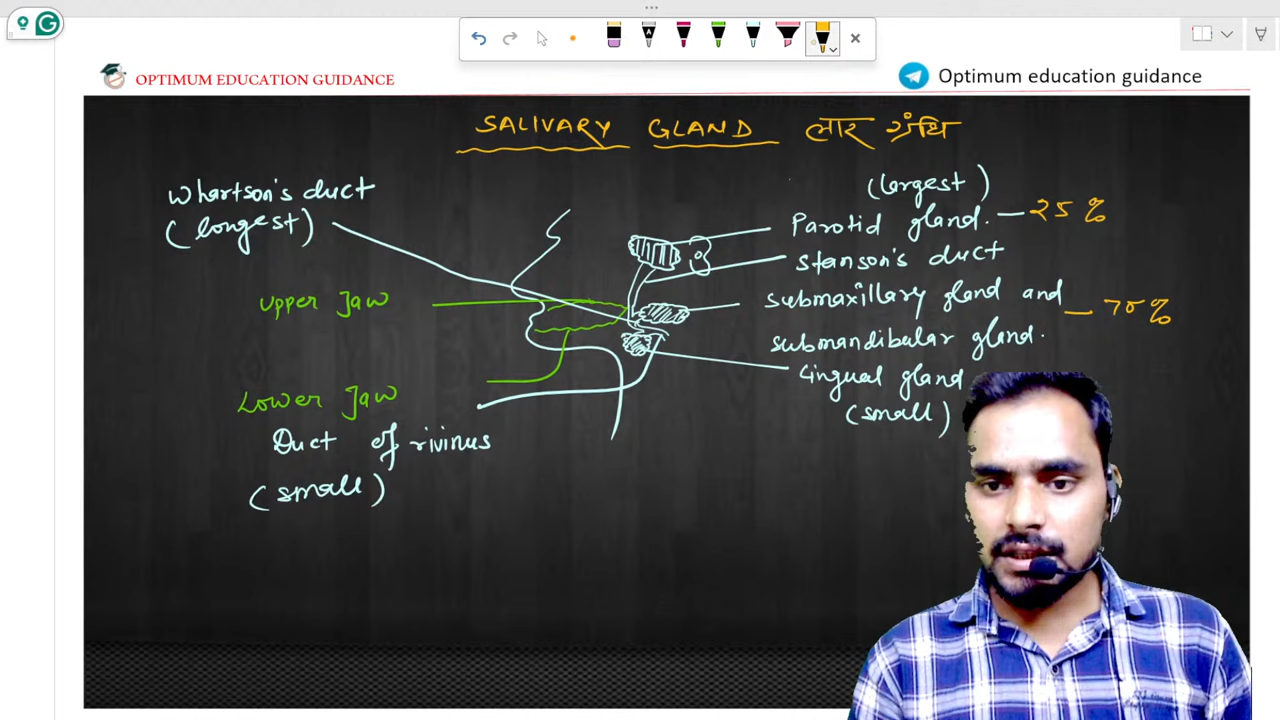 OPTIMUM EDUCATION GUIDANCE
Optimum education guidance
SALIVARY GLAND लार ग्रंथि
Whartson's duct
(longest)
Upper Jaw
Lower Jaw
Duct of rivinus
(small)
(largest)
Parotid gland. — 25 %
stenson's duct
submaxillary gland and — 70%
submandibular gland.
Lingual gland
(small)